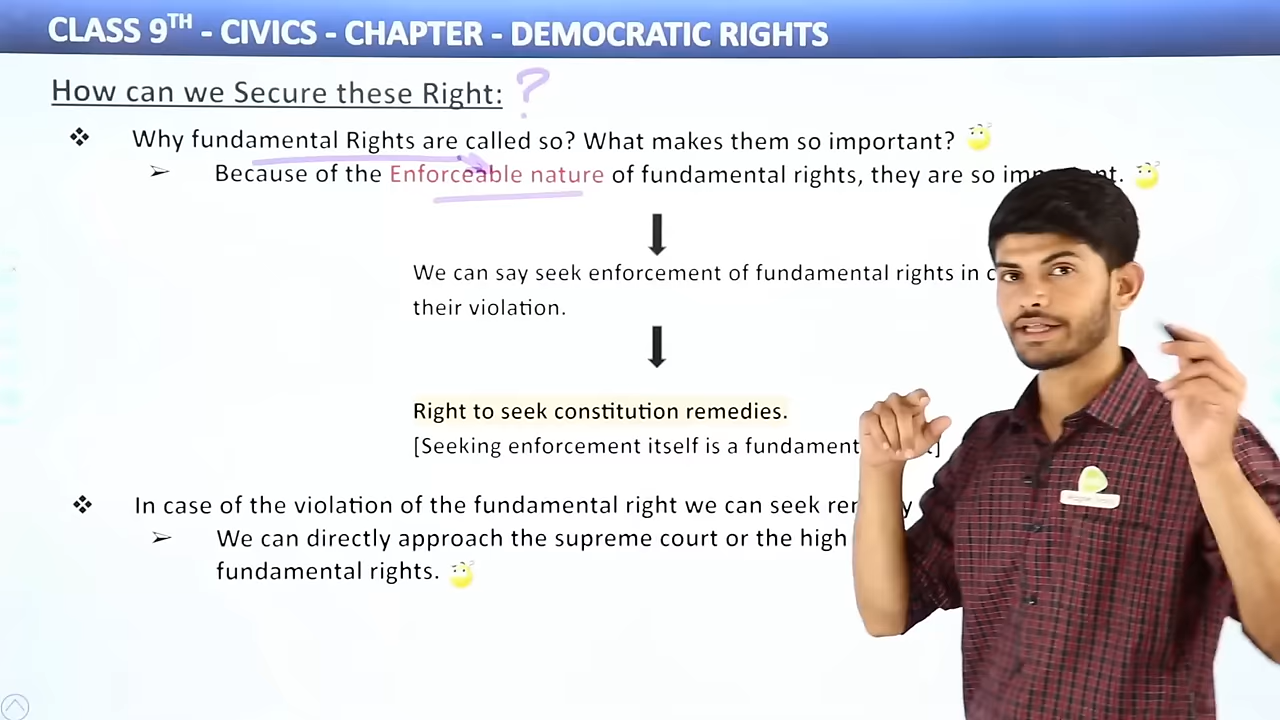 CLASS 9TH - CIVICS - CHAPTER - DEMOCRATIC RIGHTS
How can we Secure these Right: ?
❖ Why fundamental Rights are called so? What makes them so important?
➢ Because of the Enforceable nature of fundamental rights, they are so
We can say seek enforcement of fundamental rights in
their violation.
Right to seek constitution remedies.
[Seeking enforcement itself is a
❖ In case of the violation of the fundamental right we can seek
➢ We can directly approach the supreme court or the high
fundamental rights.